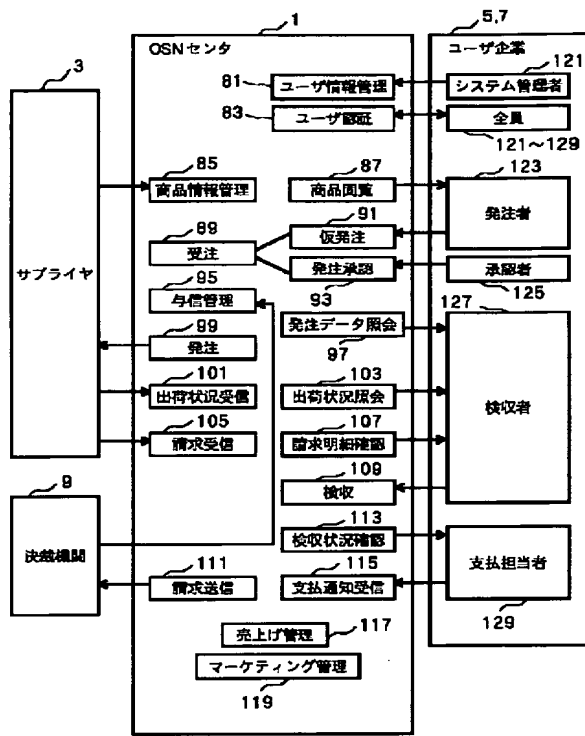 1
5,7
OSNセンタ
ユーザ企業
3
81
ユーザ情報管理
121
システム管理者
83
ユーザ認証
全員
121～129
85
87
123
商品情報管理
商品閲覧
発注者
89
91
受注
仮発注
サプライヤ
95
発注承認
承認者
与信管理
93
125
127
99
発注データ照会
発注
97
101
103
出荷状況受信
出荷状況照会
検収者
105
107
請求受信
請求明細確認
109
9
検収
113
決裁機関
検収状況確認
111
115
支払担当者
請求送信
支払通知受信
129
売上げ管理
117
マーケティング管理
119